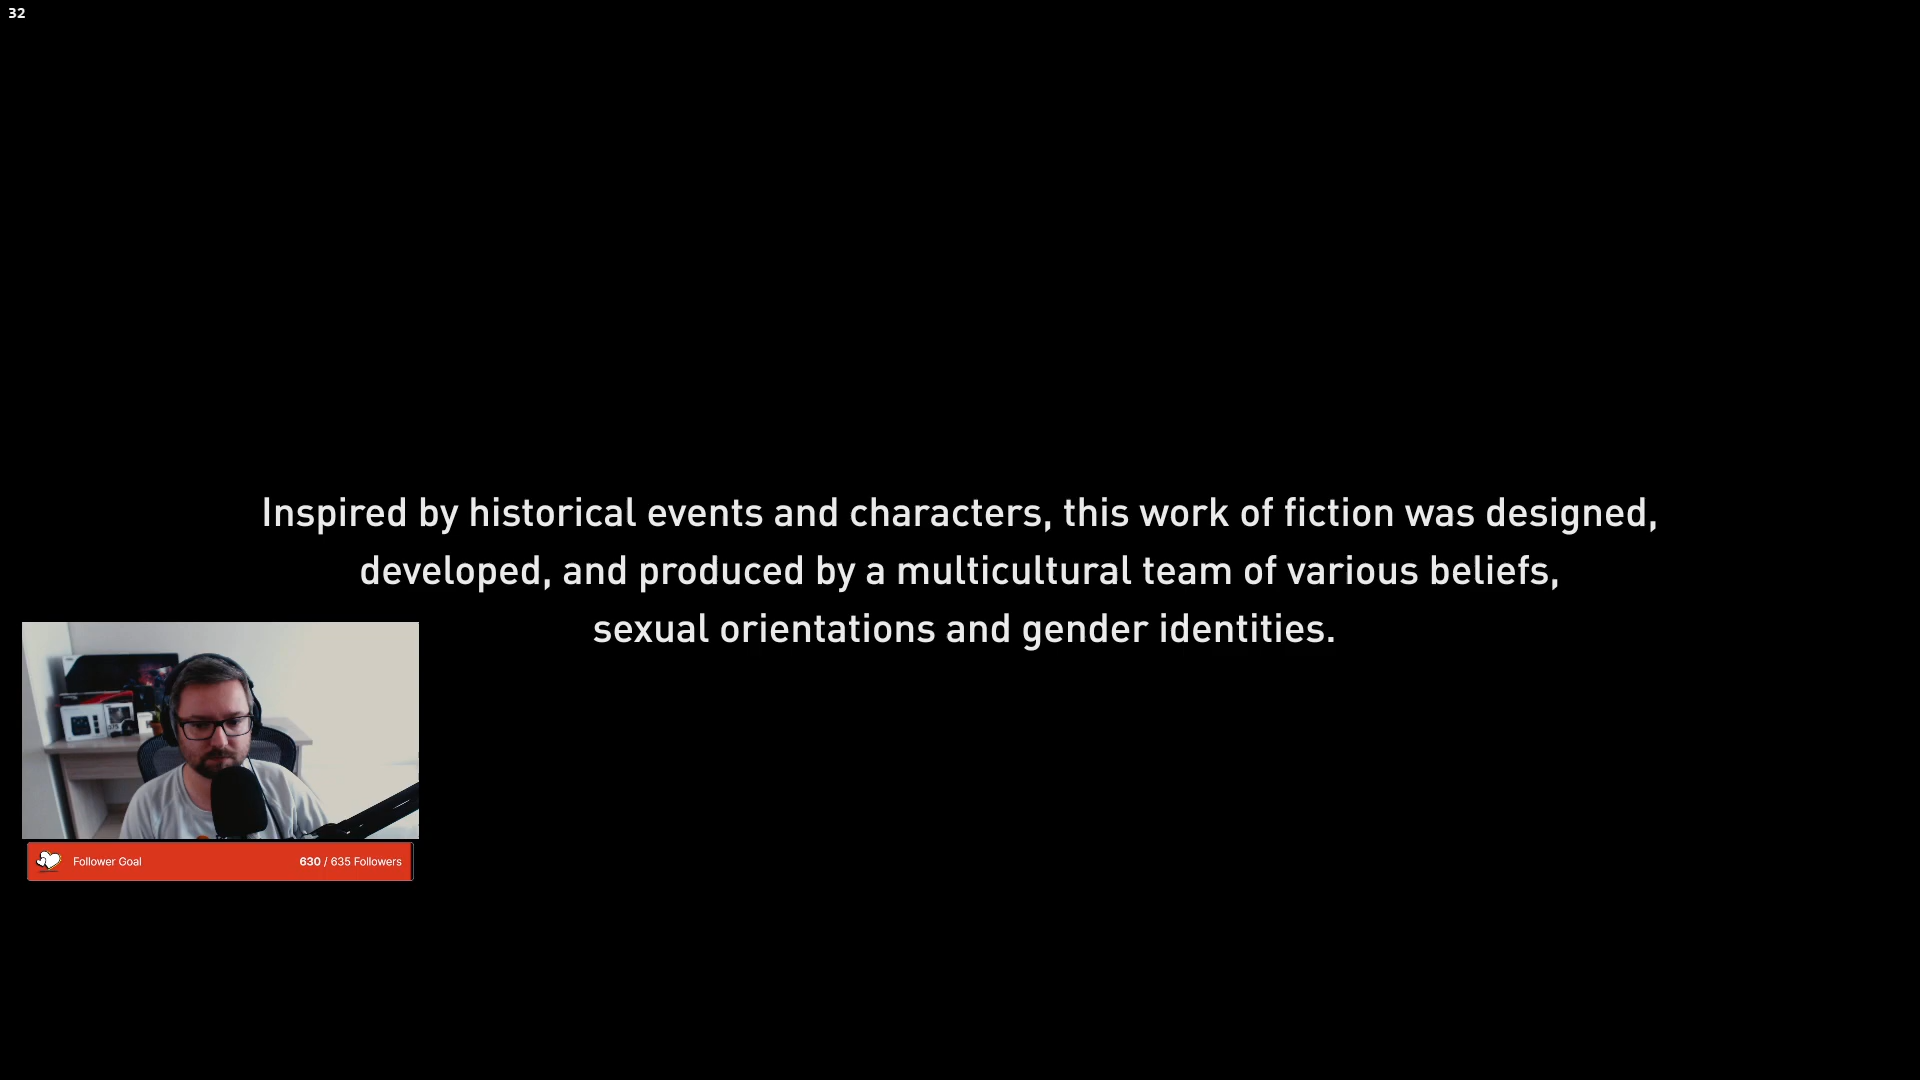 32
Inspired by historical events and characters, this work of fiction was designed,
developed, and produced by a multicultural team of various beliefs,
sexual orientations and gender identities.
Follower Goal 630 / 635 Followers